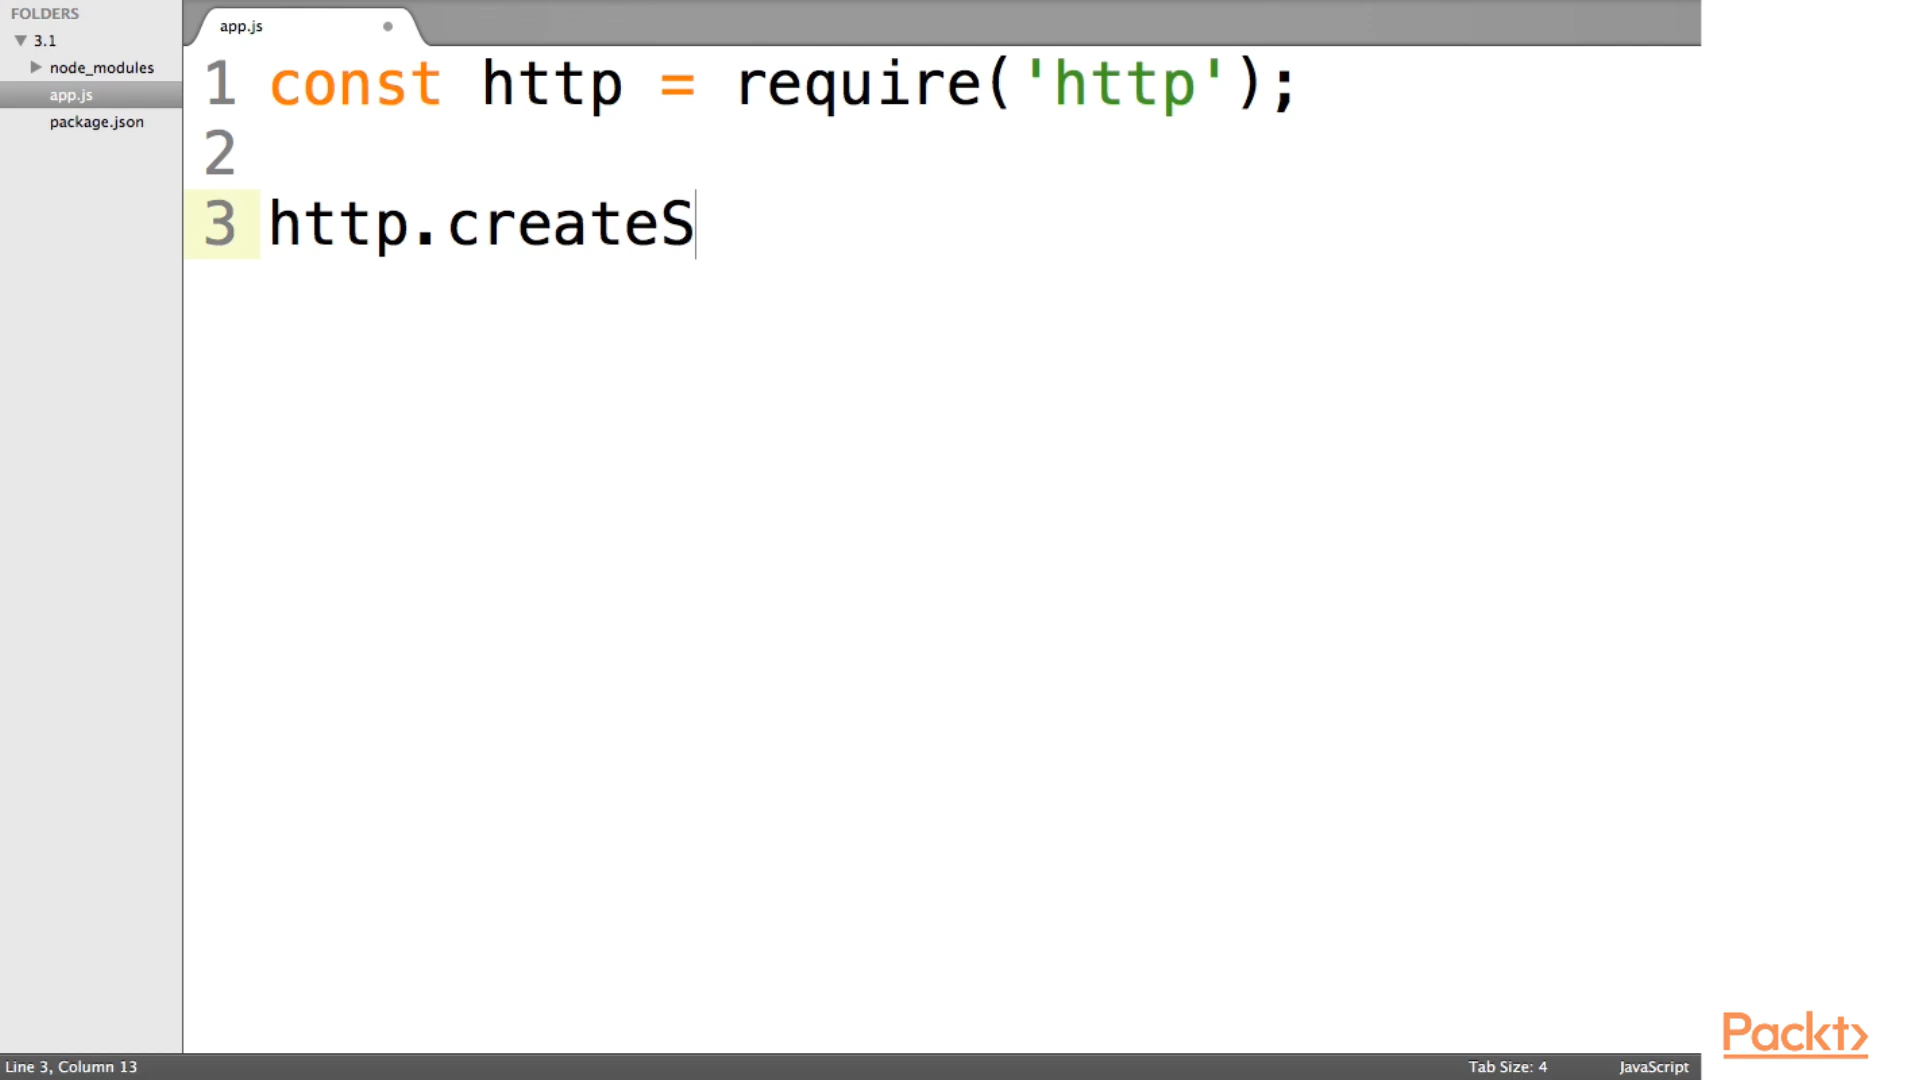 FOLDERS
3.1
node_modules
app.js
package.json
app.js
1 const http = require('http');
2
3 http.createS
Line 3, Column 13
Tab Size: 4
JavaScript
Packt>